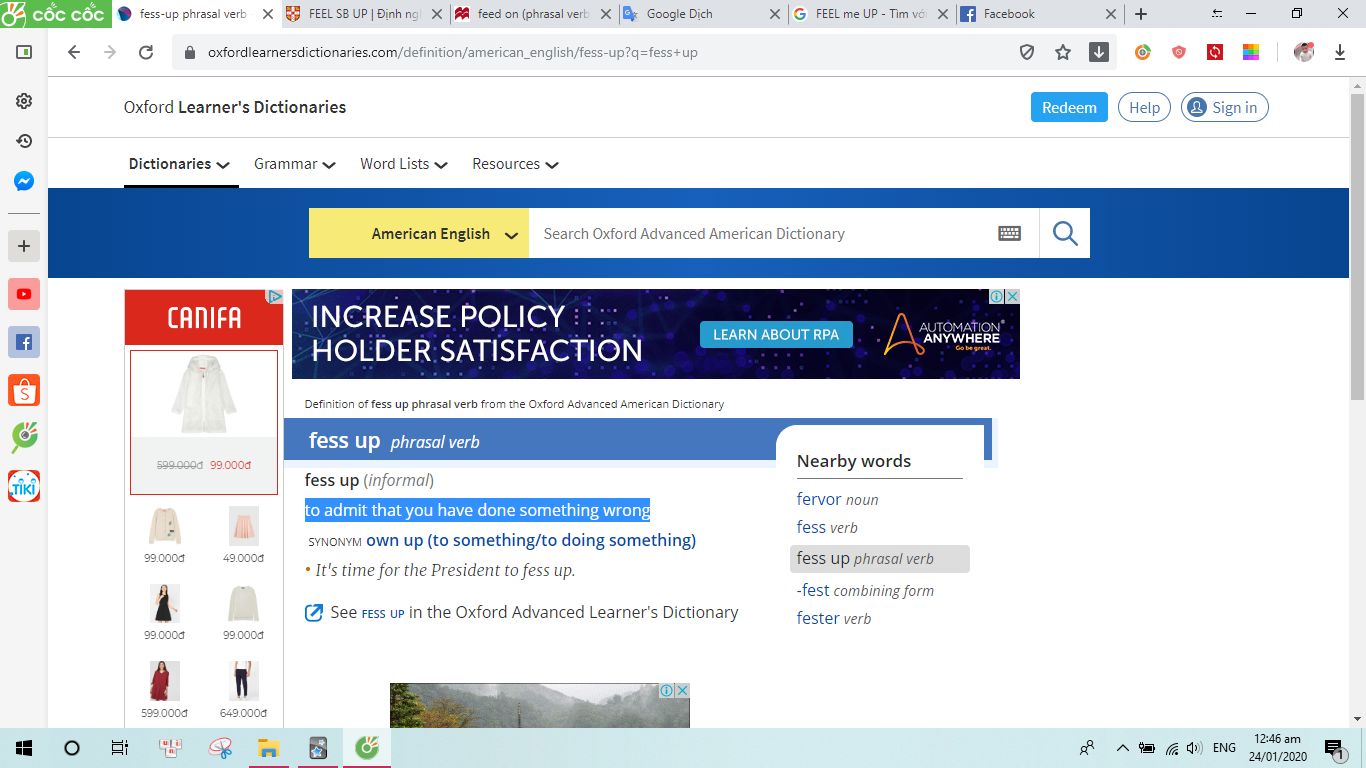 CỐC CỐC
fess-up phrasal verb
FEEL SB UP | Định ng
feed on (phrasal verb
Google Dịch
FEEL me UP - Tìm vớ
Facebook
oxfordlearnersdictionaries.com/definition/american_english/fess-up?q=fess+up
Oxford Learner's Dictionaries
Redeem
Help
Sign in
Dictionaries
Grammar
Word Lists
Resources
American English
Search Oxford Advanced American Dictionary
CANIFA
599.000đ 99.000đ
99.000đ 49.000đ
99.000đ 99.000đ
599.000đ 649.000đ
INCREASE POLICY
HOLDER SATISFACTION
LEARN ABOUT RPA
AUTOMATION
ANYWHERE
Go be great.
Definition of fess up phrasal verb from the Oxford Advanced American Dictionary
fess up phrasal verb
fess up (informal)
to admit that you have done something wrong
SYNONYM own up (to something/to doing something)
• It's time for the President to fess up.
See FESS UP in the Oxford Advanced Learner's Dictionary
Nearby words
fervor noun
fess verb
fess up phrasal verb
-fest combining form
fester verb
TIKI
ENG
12:46 am
24/01/2020
1